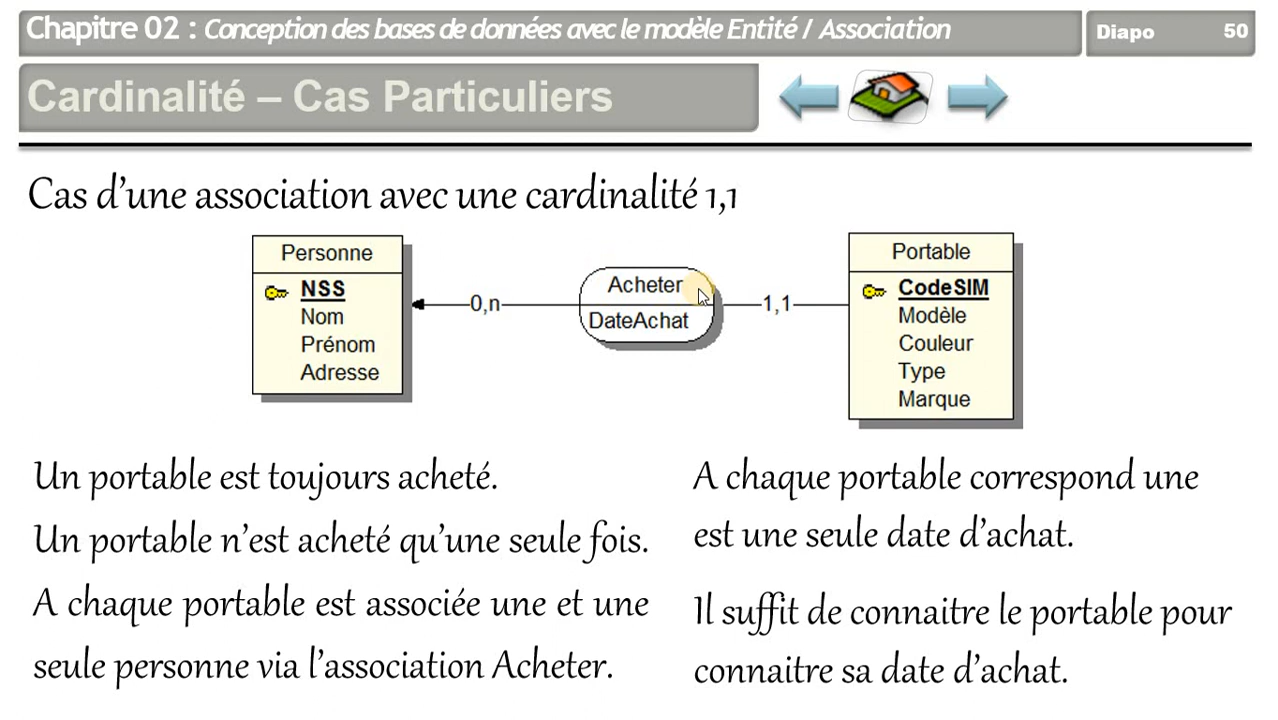 Chapitre 02 : Conception des bases de données avec le modèle Entité / Association
Diapo 50
Cardinalité – Cas Particuliers
Cas d'une association avec une cardinalité 1,1
Personne
NSS
Nom
Prénom
Adresse
0,n
Acheter
DateAchat
1,1
Portable
CodeSIM
Modèle
Couleur
Type
Marque
Un portable est toujours acheté.
Un portable n'est acheté qu'une seule fois.
A chaque portable est associée une et une
seule personne via l'association Acheter.
A chaque portable correspond une
est une seule date d'achat.
Il suffit de connaitre le portable pour
connaitre sa date d'achat.